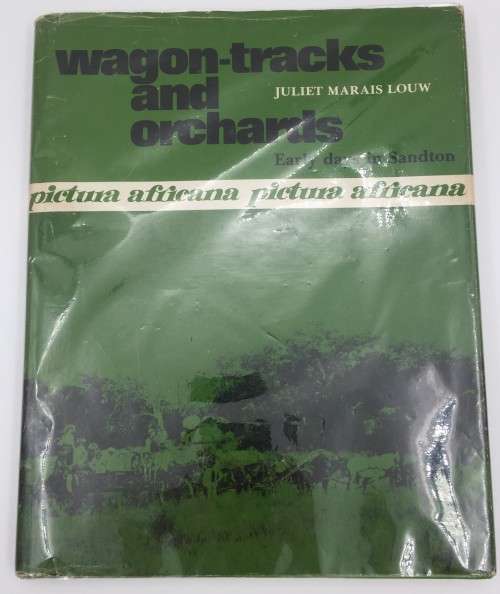 wagon-tracks
and
orchards
JULIET MARAIS LOUW
Early days in Sandton
pictura africana pictura africana